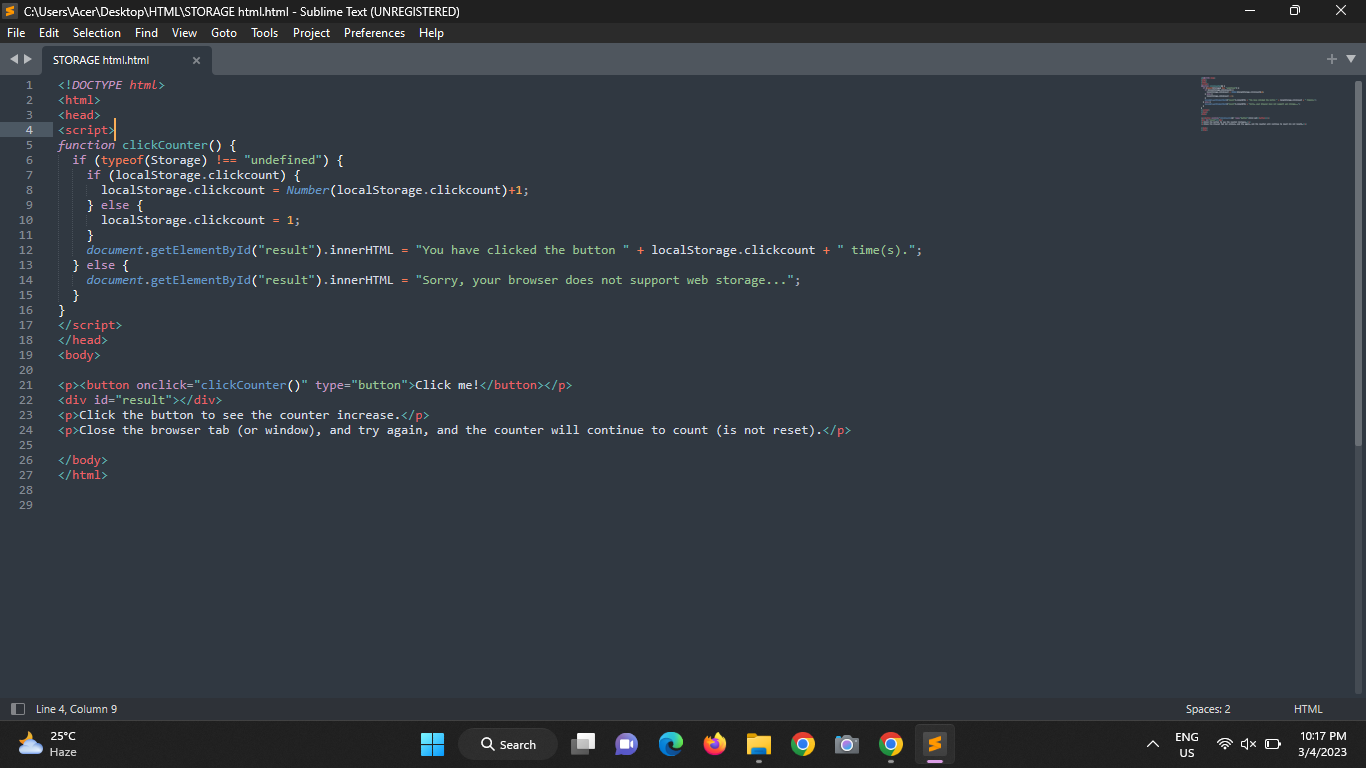 C:\Users\Acer\Desktop\HTML\STORAGE html.html - Sublime Text (UNREGISTERED)
File Edit Selection Find View Goto Tools Project Preferences Help
STORAGE html.html
1 <!DOCTYPE html>
2 <html>
3 <head>
4 <script>
5 function clickCounter() {
6   if (typeof(Storage) !== "undefined") {
7     if (localStorage.clickcount) {
8       localStorage.clickcount = Number(localStorage.clickcount)+1;
9     } else {
10       localStorage.clickcount = 1;
11     }
12     document.getElementById("result").innerHTML = "You have clicked the button " + localStorage.clickcount + " time(s).";
13   } else {
14     document.getElementById("result").innerHTML = "Sorry, your browser does not support web storage...";
15   }
16 }
17 </script>
18 </head>
19 <body>
20
21 <p><button onclick="clickCounter()" type="button">Click me!</button></p>
22 <div id="result"></div>
23 <p>Click the button to see the counter increase.</p>
24 <p>Close the browser tab (or window), and try again, and the counter will continue to count (is not reset).</p>
25
26 </body>
27 </html>
28
29
Line 4, Column 9 Spaces: 2 HTML
25°C
Haze
Search
ENG
US
10:17 PM
3/4/2023